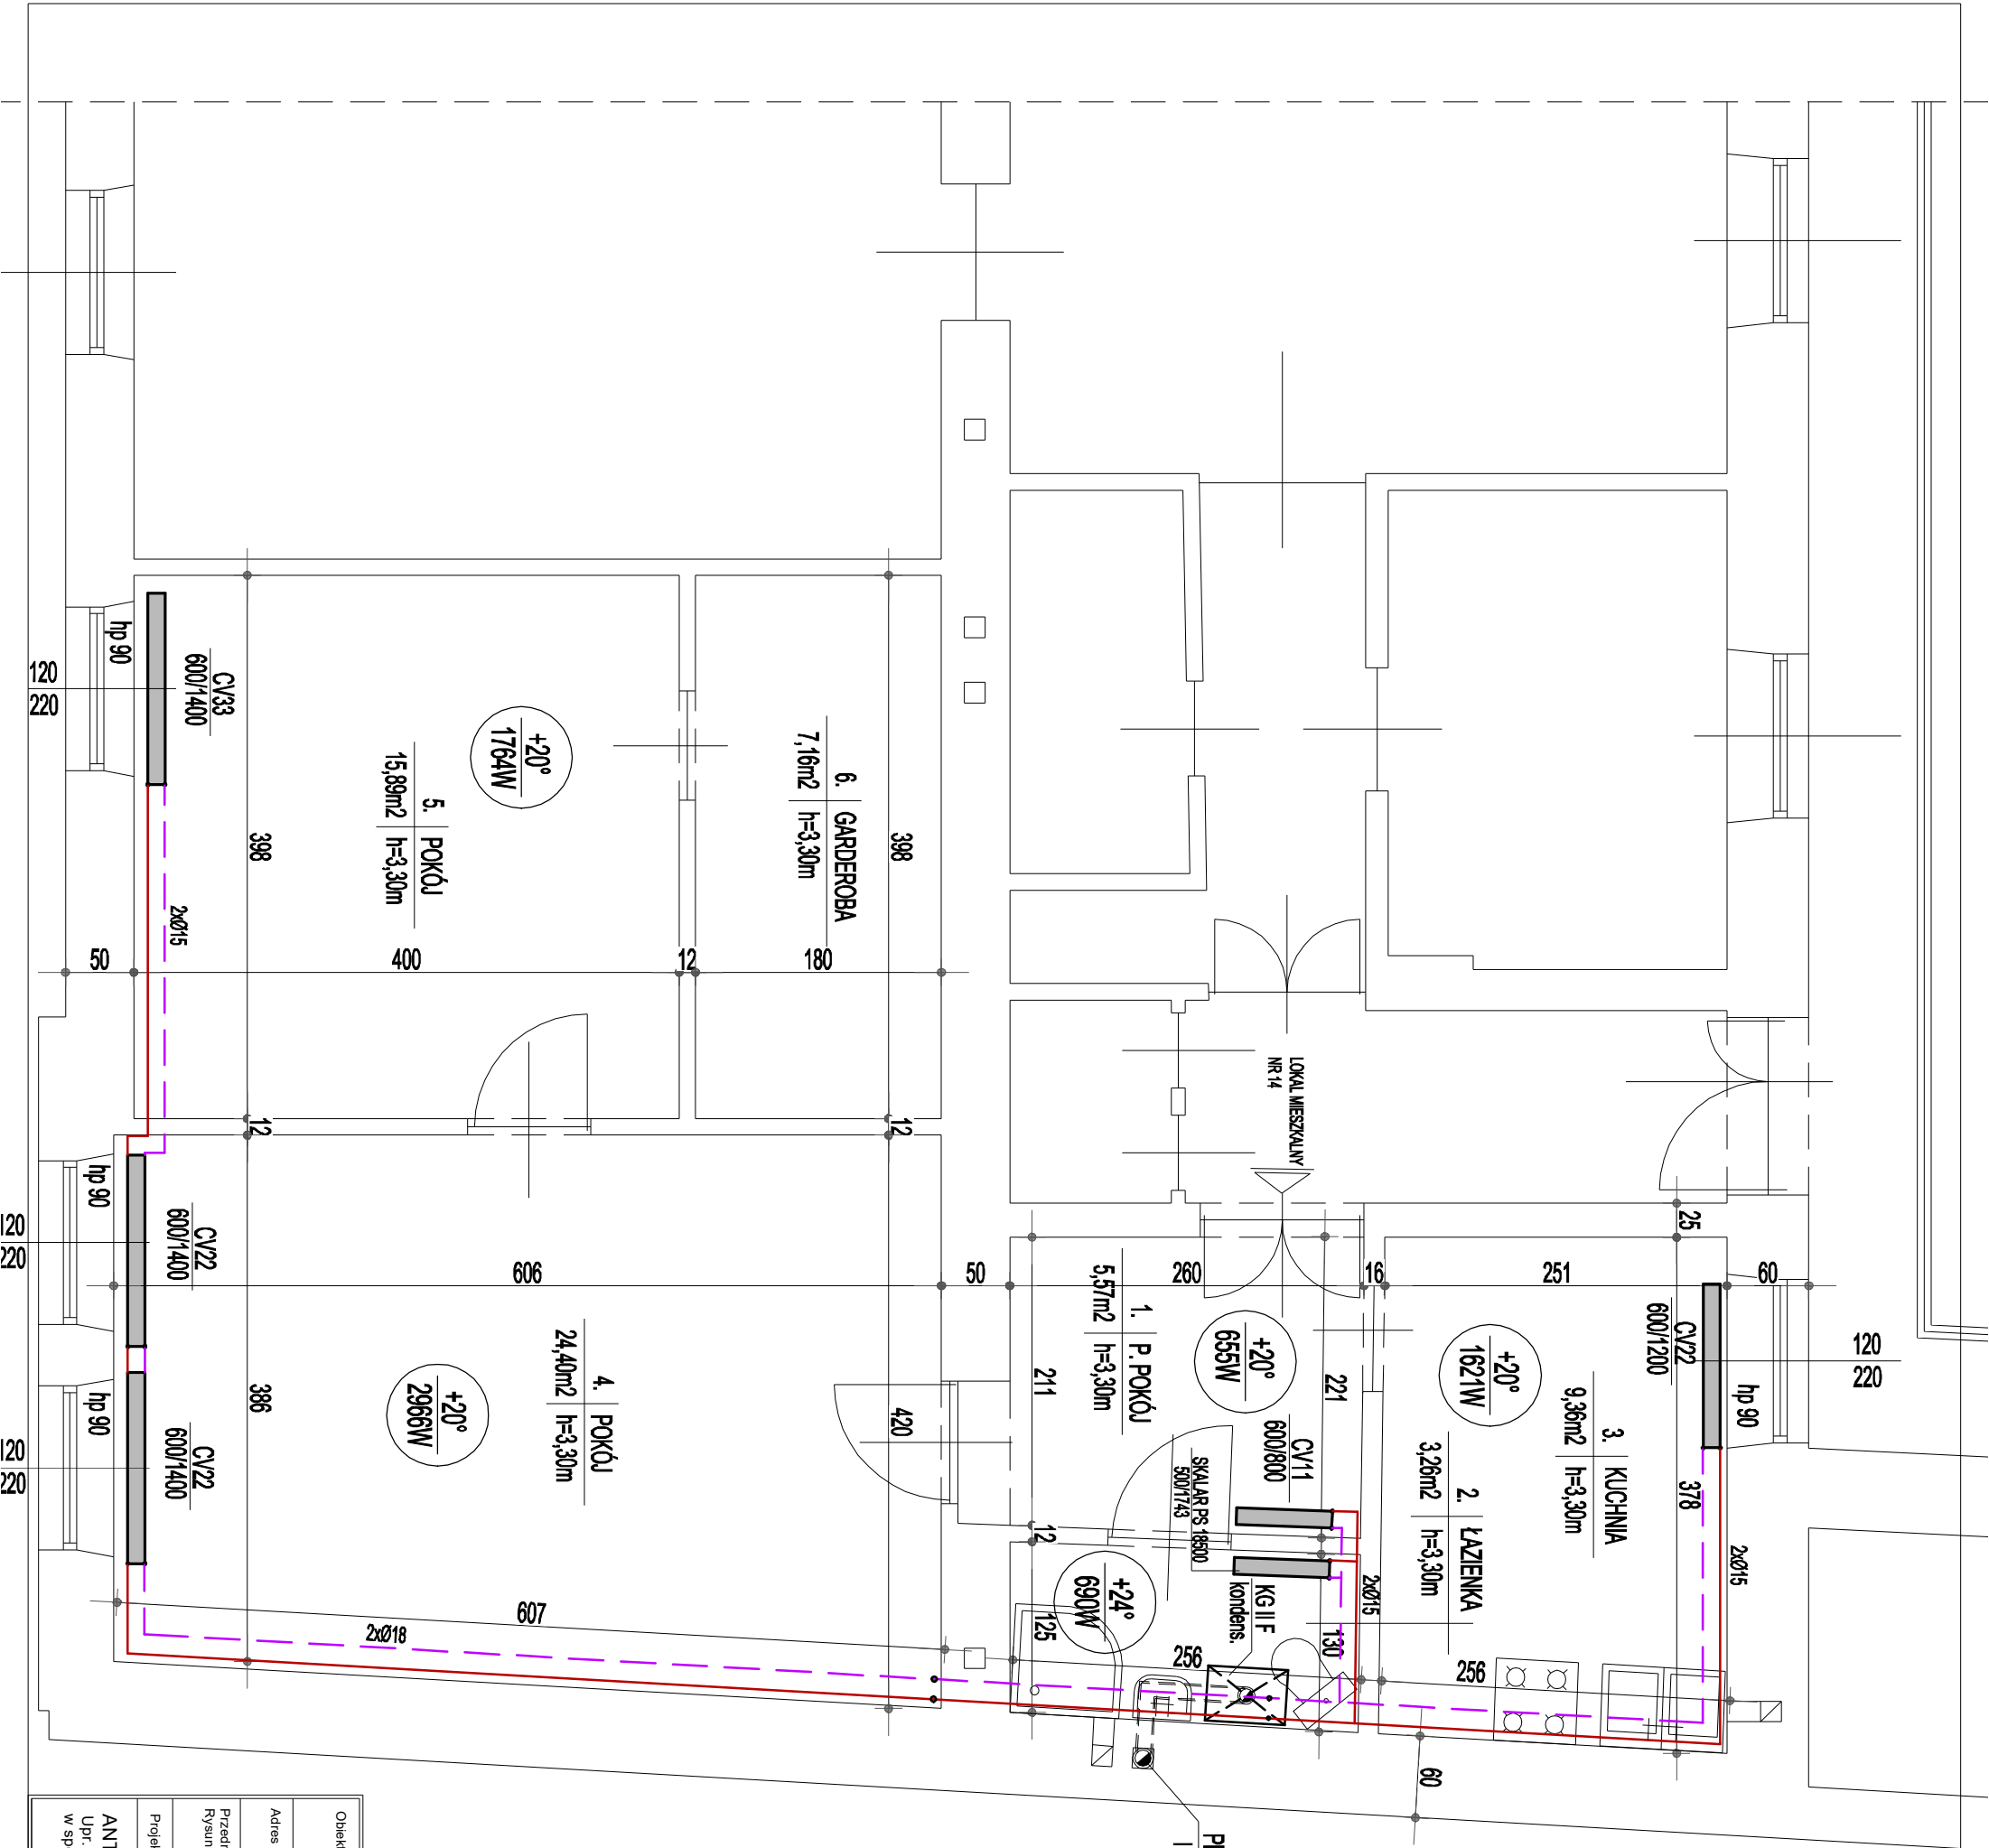 120
220
hp 90
CV33
600/1400
+20°
1764W
5. POKÓJ
15,89m2 h=3,30m
6. GARDEROBA
7,16m2 h=3,30m
398
398
2xØ15
50
400
12
180
12
12
LOKAL MIESZKALNY
NR 14
120
220
hp 90
CV22
600/1400
606
50
260
16
251
60
25
120
220
hp 90
CV22
600/1400
386
+20°
2966W
4. POKÓJ
24,40m2 h=3,30m
420
211
1. P. POKÓJ
5,57m2 h=3,30m
+20°
655W
221
CV11
600/800
SKALAR PS 18500
500/1743
12
+20°
1621W
3. KUCHNIA
9,36m2 h=3,30m
2. ŁAZIENKA
3,26m2 h=3,30m
CV22
600/1200
120
220
hp 90
378
2xØ15
2xØ15
KG II F
kondens.
+24°
690W
125
130
256
256
607
2xØ18
60
Obiekt
Adres
Rysun